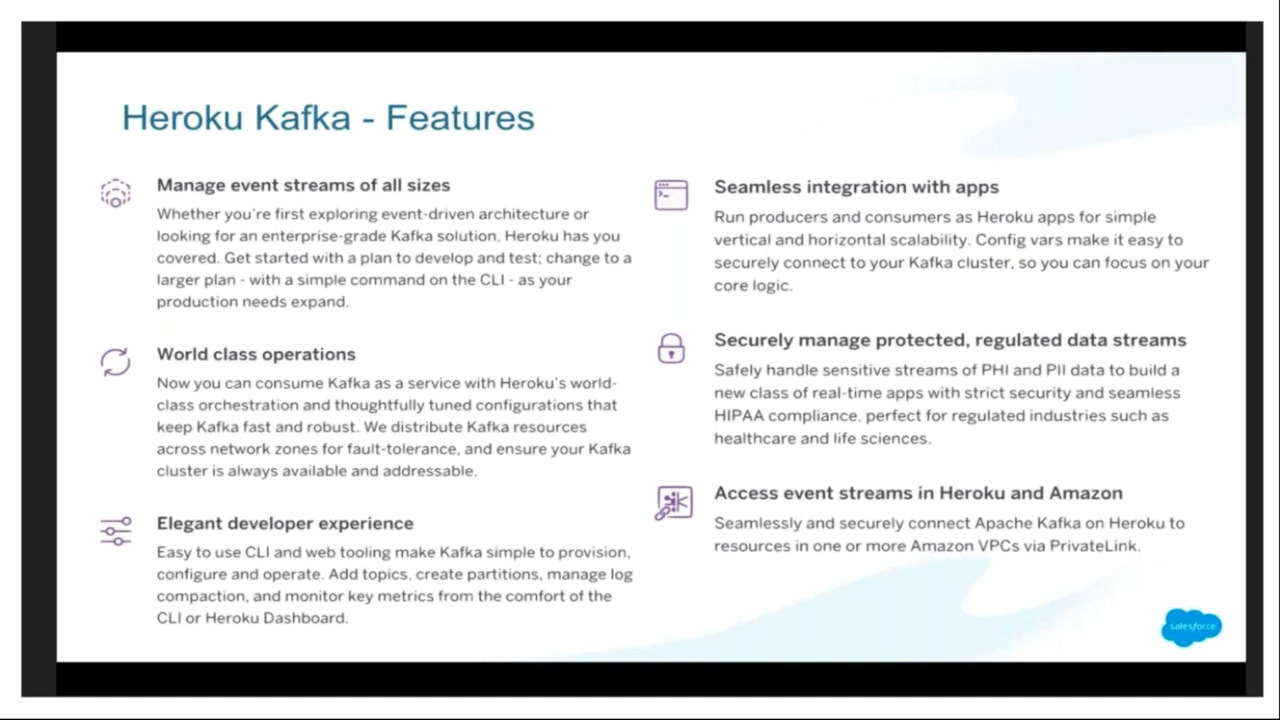 Heroku Kafka - Features
Manage event streams of all sizes
Whether you're first exploring event-driven architecture or
looking for an enterprise-grade Kafka solution, Heroku has you
covered. Get started with a plan to develop and test; change to a
larger plan - with a simple command on the CLI - as your
production needs expand.
World class operations
Now you can consume Kafka as a service with Heroku's world-
class orchestration and thoughtfully tuned configurations that
keep Kafka fast and robust. We distribute Kafka resources
across network zones for fault-tolerance, and ensure your Kafka
cluster is always available and addressable.
Elegant developer experience
Easy to use CLI and web tooling make Kafka simple to provision,
configure and operate. Add topics, create partitions, manage log
compaction, and monitor key metrics from the comfort of the
CLI or Heroku Dashboard.
Seamless integration with apps
Run producers and consumers as Heroku apps for simple
vertical and horizontal scalability. Config vars make it easy to
securely connect to your Kafka cluster, so you can focus on your
core logic.
Securely manage protected, regulated data streams
Safely handle sensitive streams of PHI and PII data to build a
new class of real-time apps with strict security and seamless
HIPAA compliance, perfect for regulated industries such as
healthcare and life sciences.
Access event streams in Heroku and Amazon
Seamlessly and securely connect Apache Kafka on Heroku to
resources in one or more Amazon VPCs via PrivateLink.
salesforce